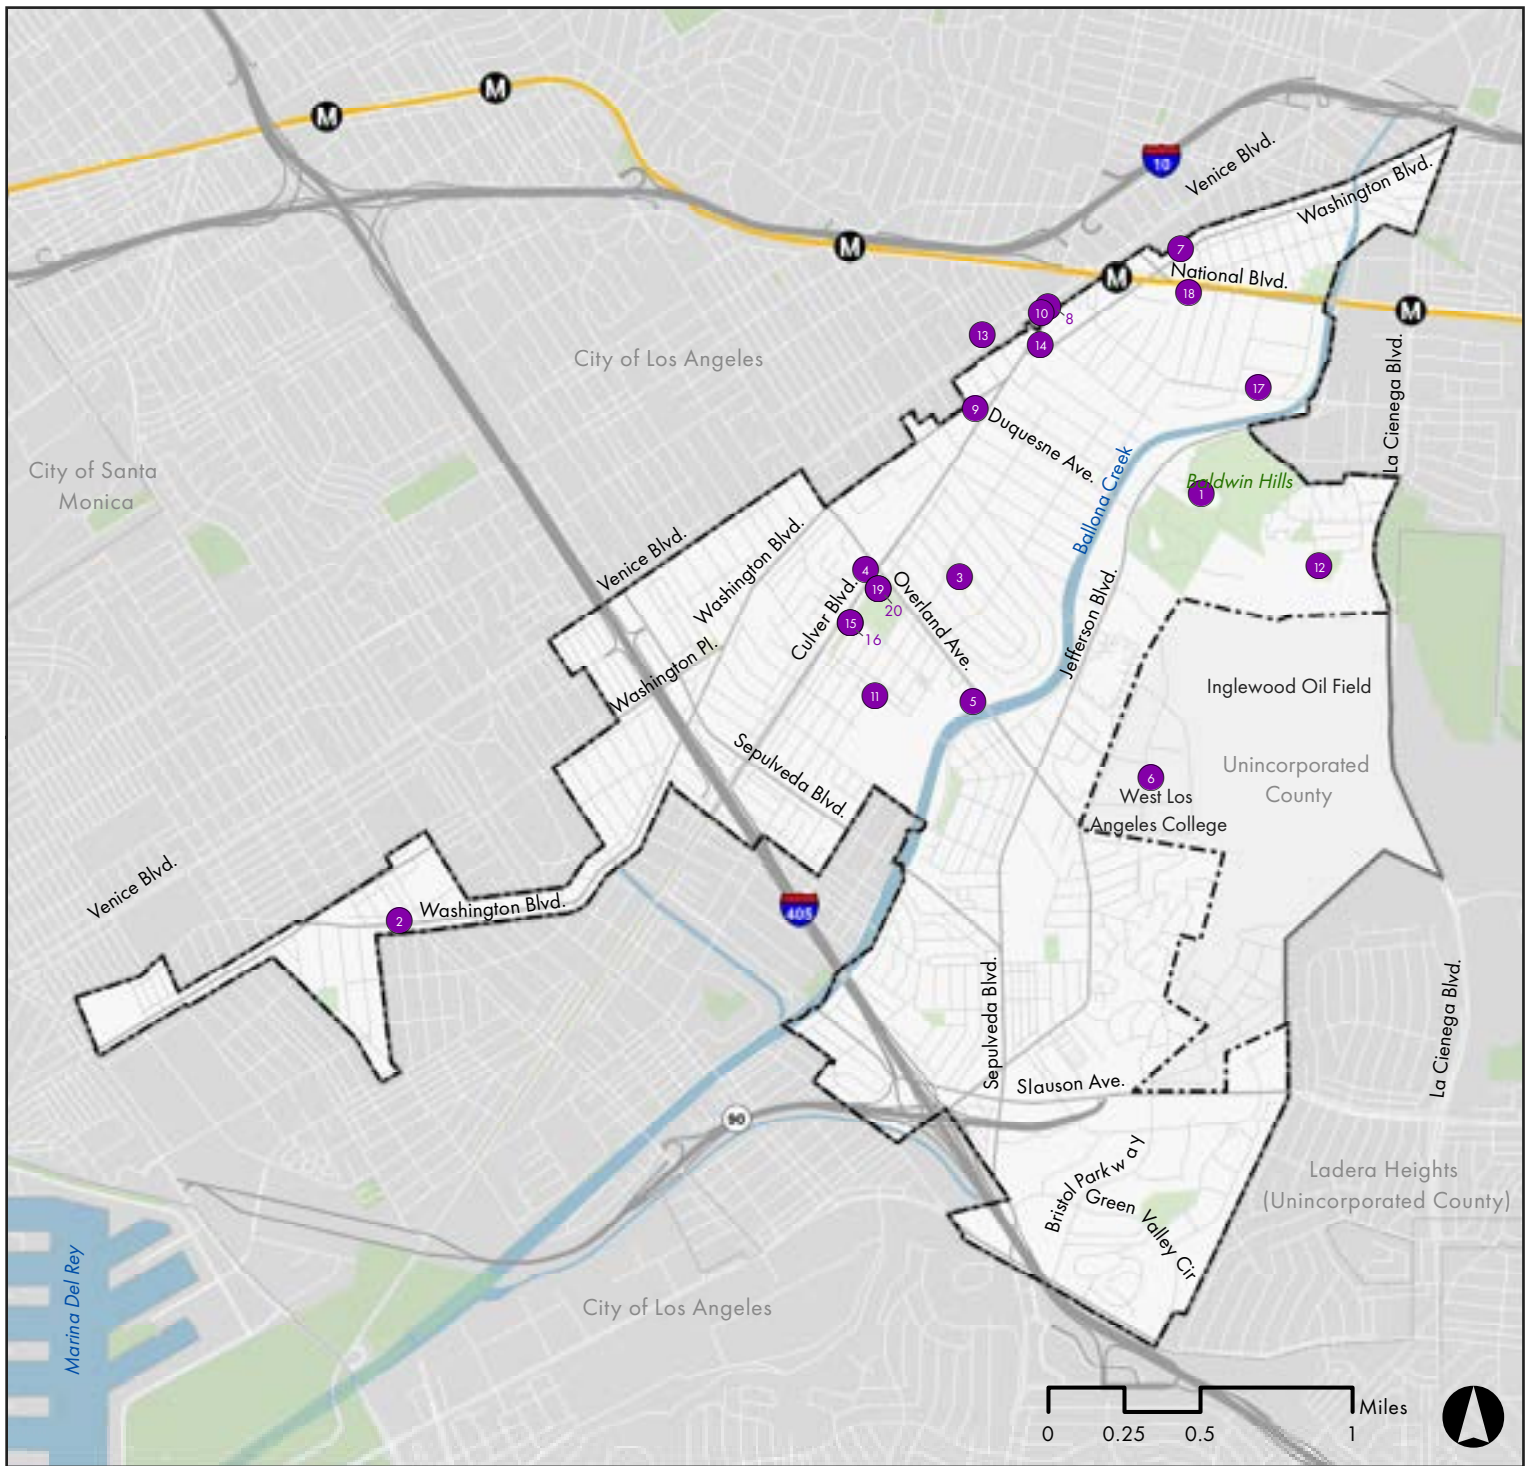 M
M
10
Venice Blvd.
Washington Blvd.
7
M
M
National Blvd.
18
M
10
8
13
14
City of Los Angeles
La Cienega Blvd.
17
9
Duquesne Ave.
City of Santa
Monica
Ballona Creek
Baldwin Hills
1
Venice Blvd.
Washington Blvd.
4
19
20
3
12
Culver Blvd.
Overland Ave.
15
16
Jefferson Blvd.
Washington Pl.
11
5
Inglewood Oil Field
Sepulveda Blvd.
Unincorporated
County
6
West Los
Angeles College
Venice Blvd.
2
Washington Blvd.
405
Sepulveda Blvd.
La Cienega Blvd.
Slauson Ave.
90
Bristol Parkway
Green Valley Cir
Ladera Heights
(Unincorporated County)
Marina Del Rey
City of Los Angeles
Miles
0 0.25 0.5 1